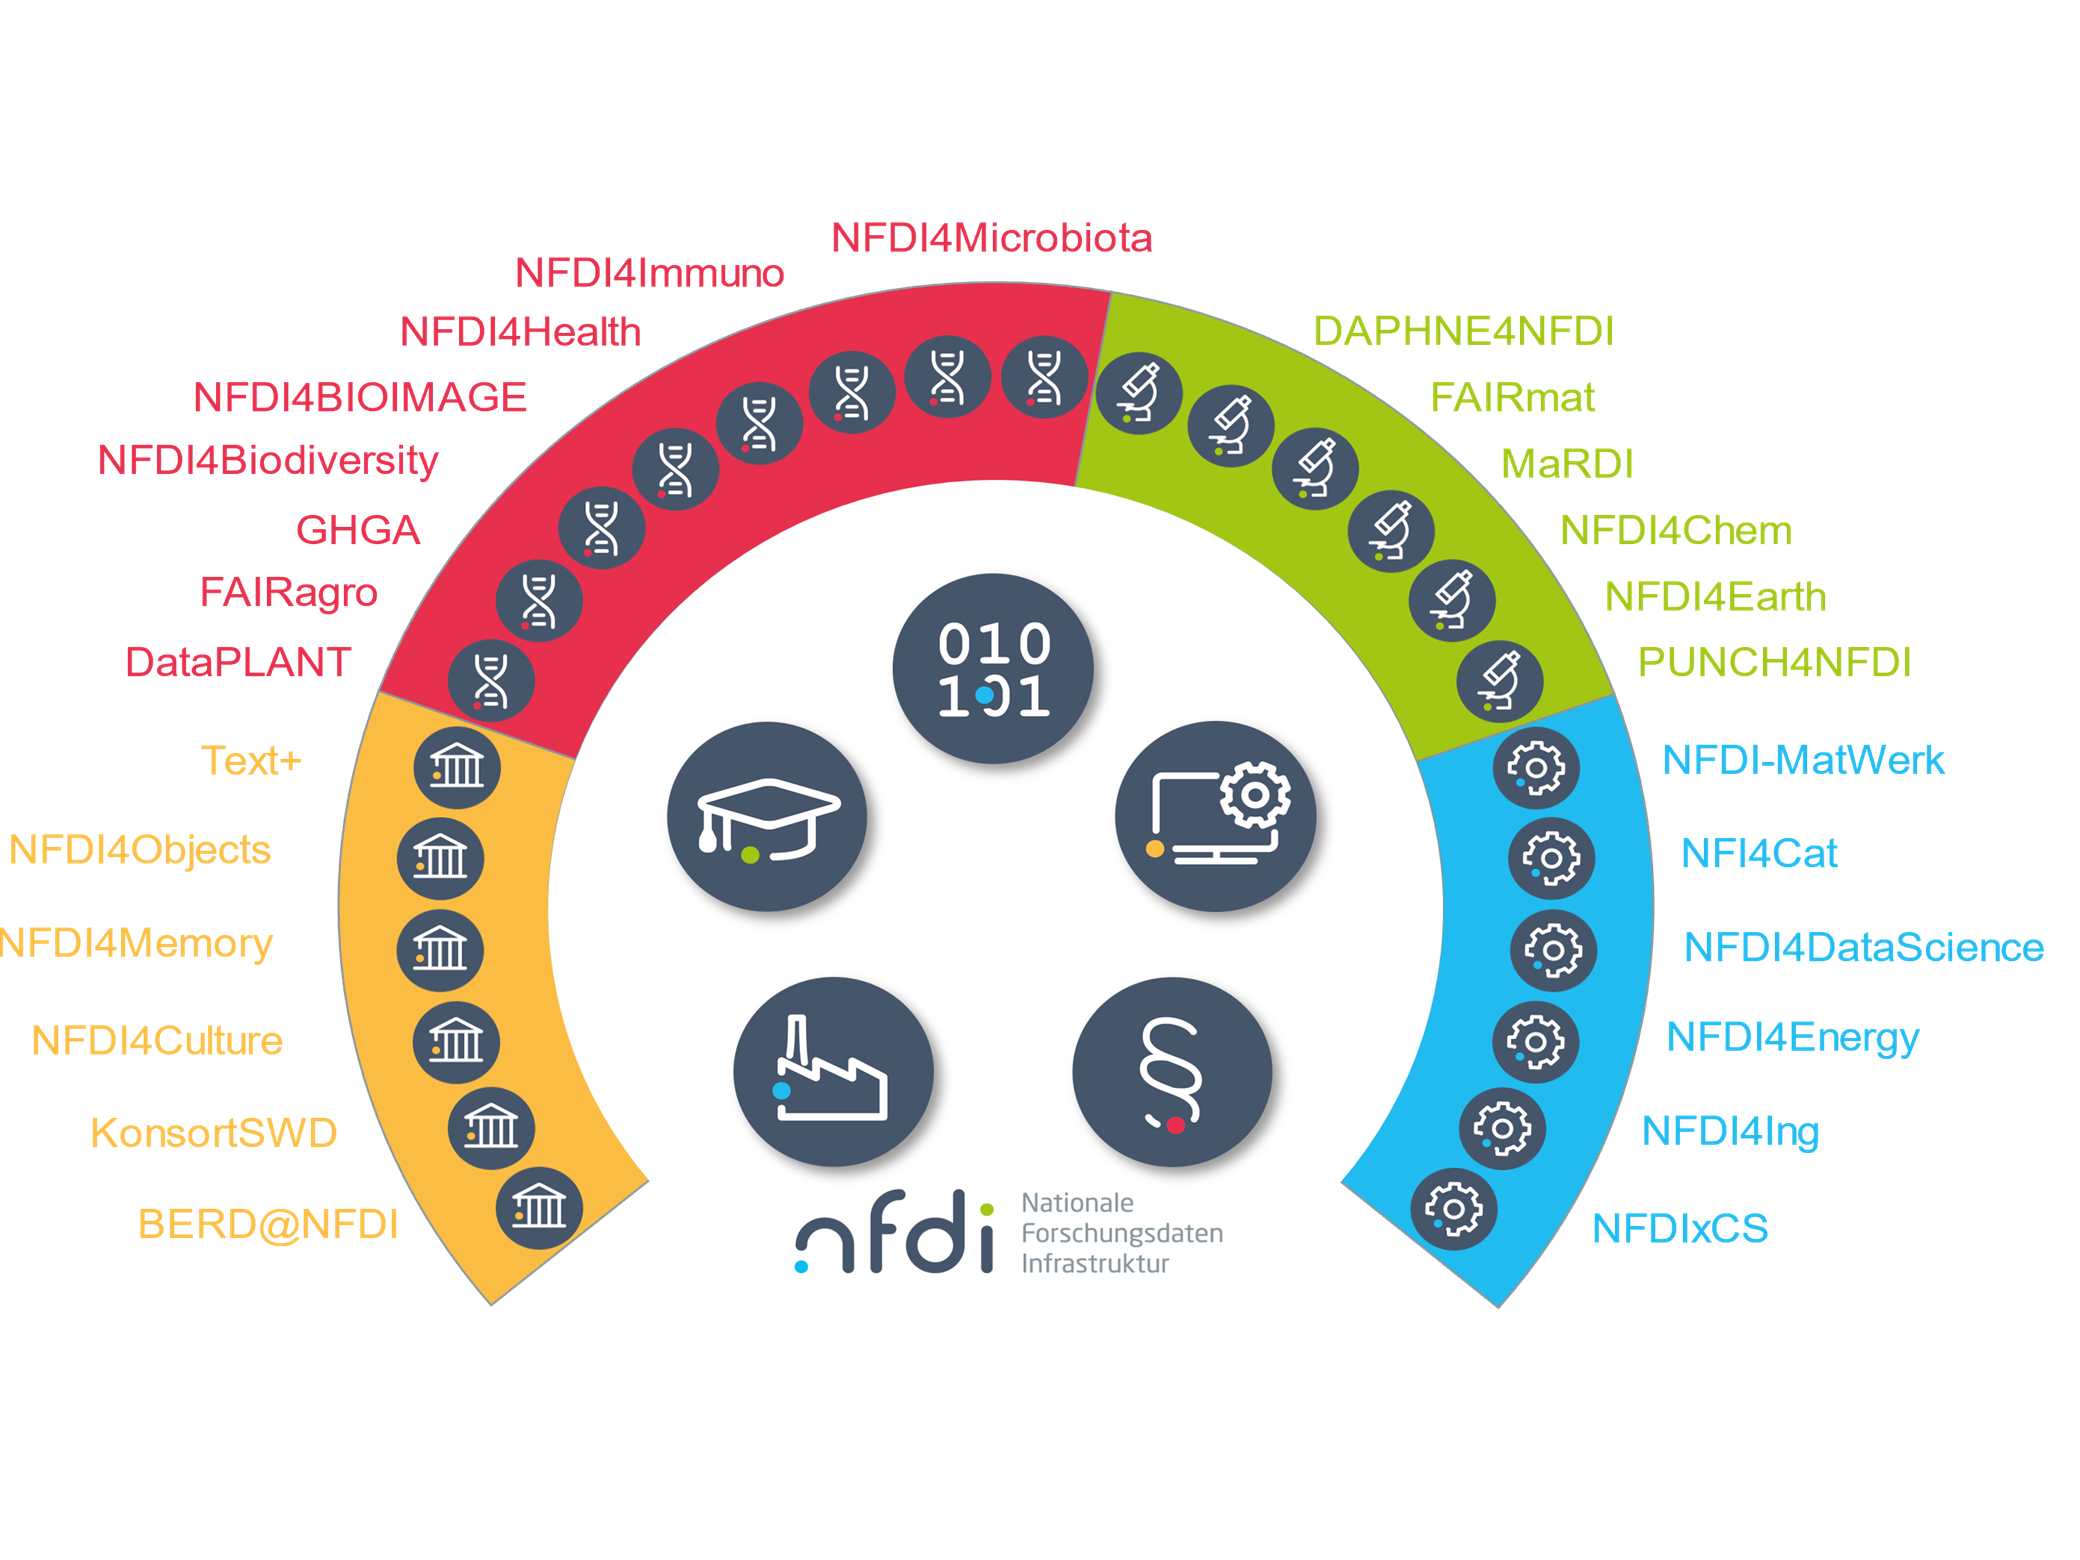 NFDI4Microbiota
NFDI4Immuno
NFDI4Health
NFDI4BIOIMAGE
NFDI4Biodiversity
GHGA
FAIRagro
DataPLANT
Text+
NFDI4Objects
NFDI4Memory
NFDI4Culture
KonsortSWD
BERD@NFDI
DAPHNE4NFDI
FAIRmat
MaRDI
NFDI4Chem
NFDI4Earth
PUNCH4NFDI
NFDI-MatWerk
NFI4Cat
NFDI4DataScience
NFDI4Energy
NFDI4Ing
NFDIxCS
010
101
§
nfdi
Nationale
Forschungsdaten
Infrastruktur